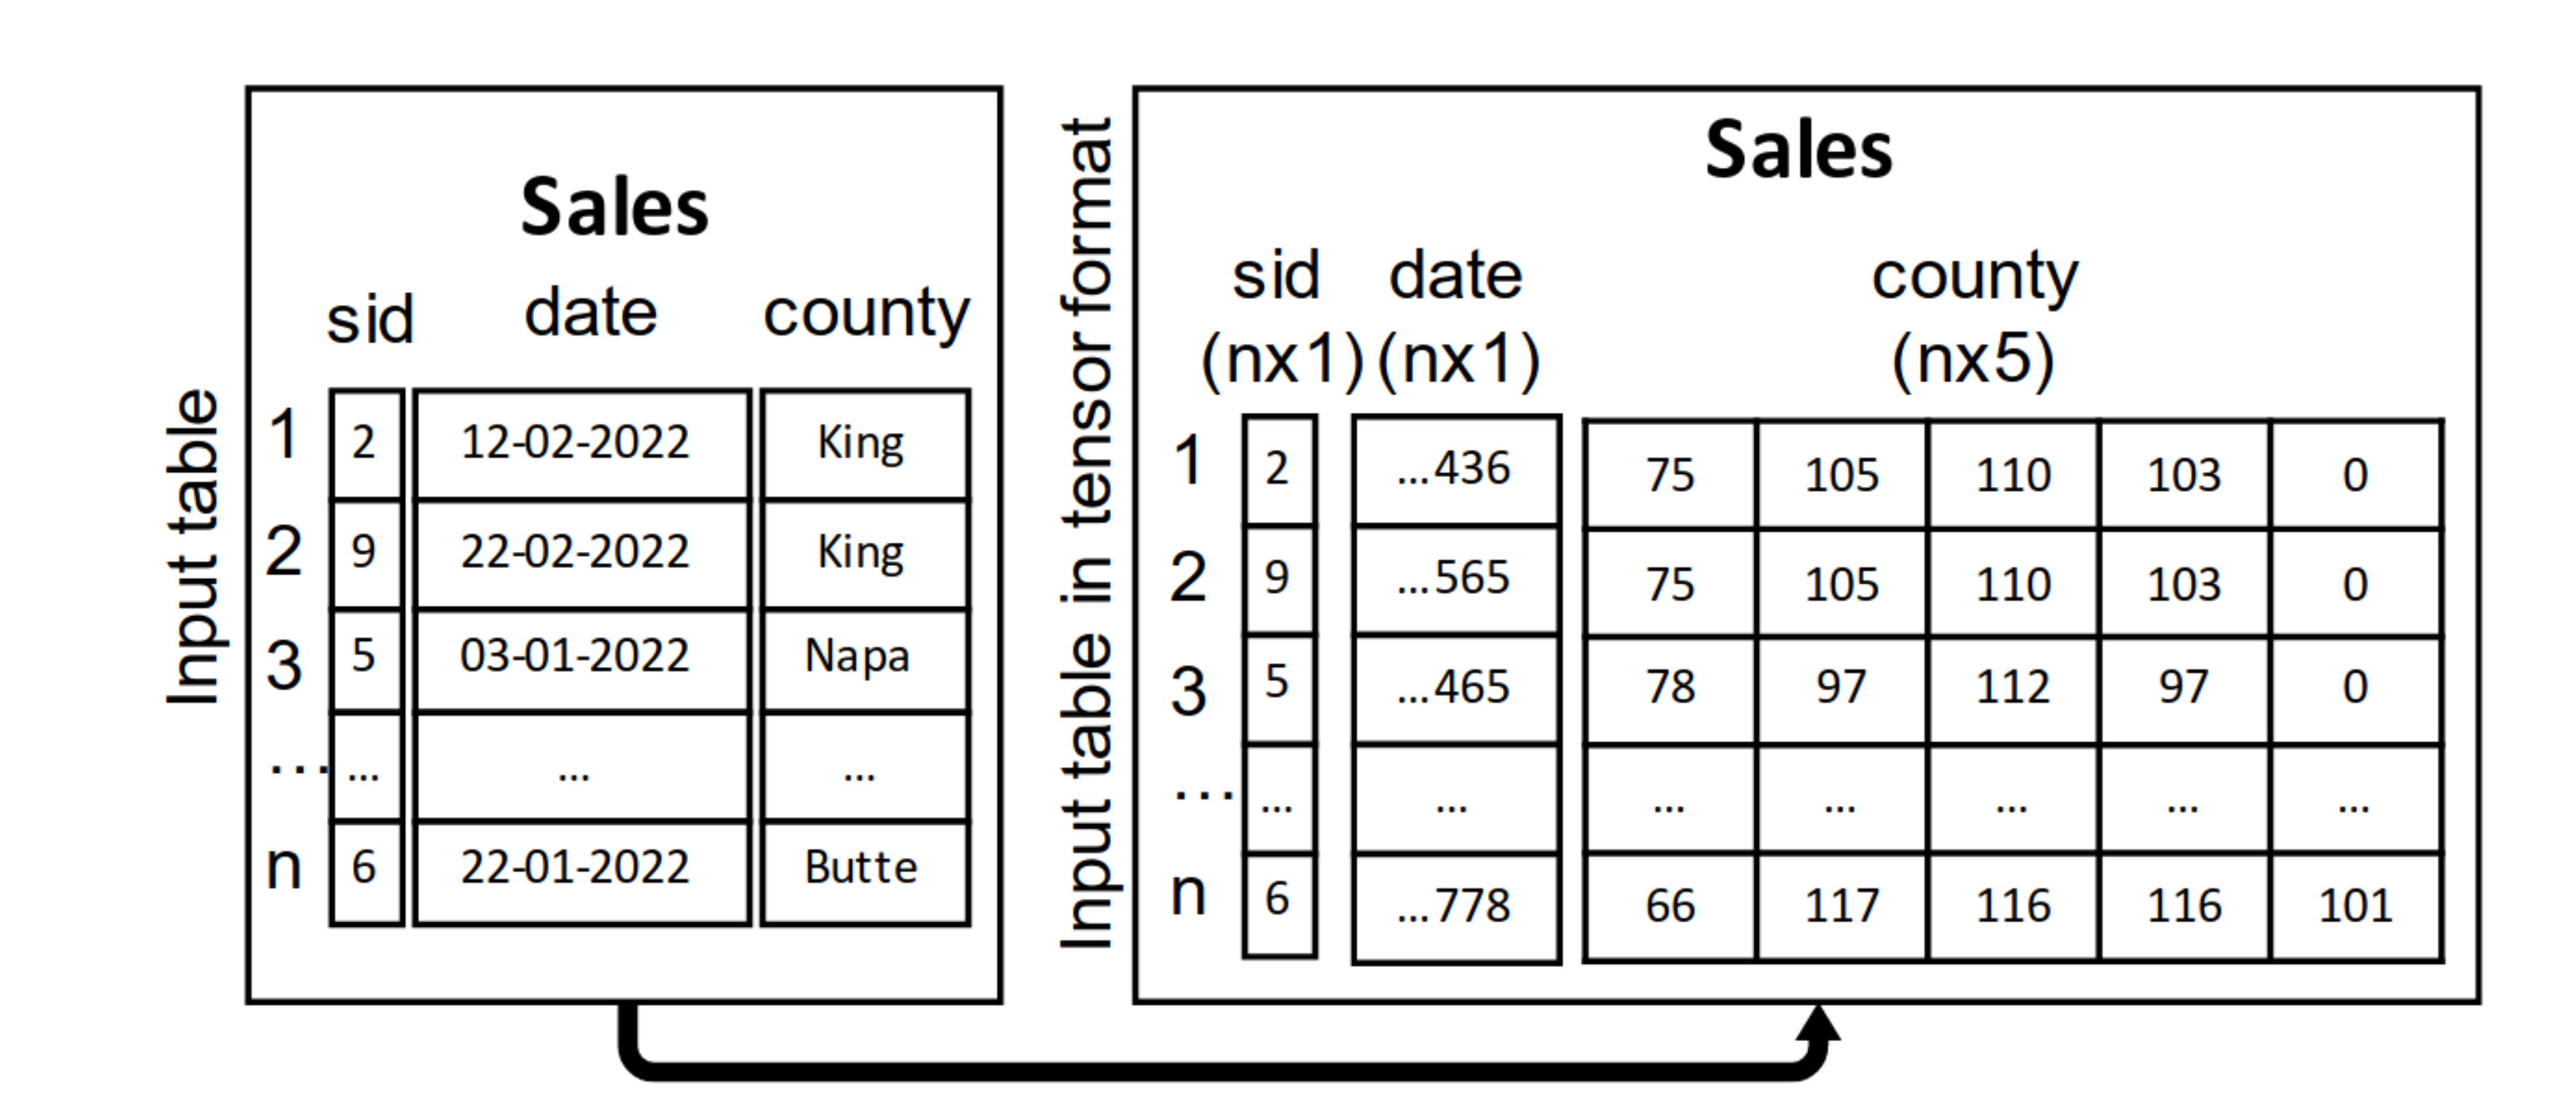 Input table
Sales
sid date county
1 2 12-02-2022 King
2 9 22-02-2022 King
3 5 03-01-2022 Napa
... ... ... ...
n 6 22-01-2022 Butte
Input table in tensor format
Sales
sid date county
(nx1) (nx1) (nx5)
1 2 ...436 75 105 110 103 0
2 9 ...565 75 105 110 103 0
3 5 ...465 78 97 112 97 0
... ... ... ... ... ... ... ...
n 6 ...778 66 117 116 116 101